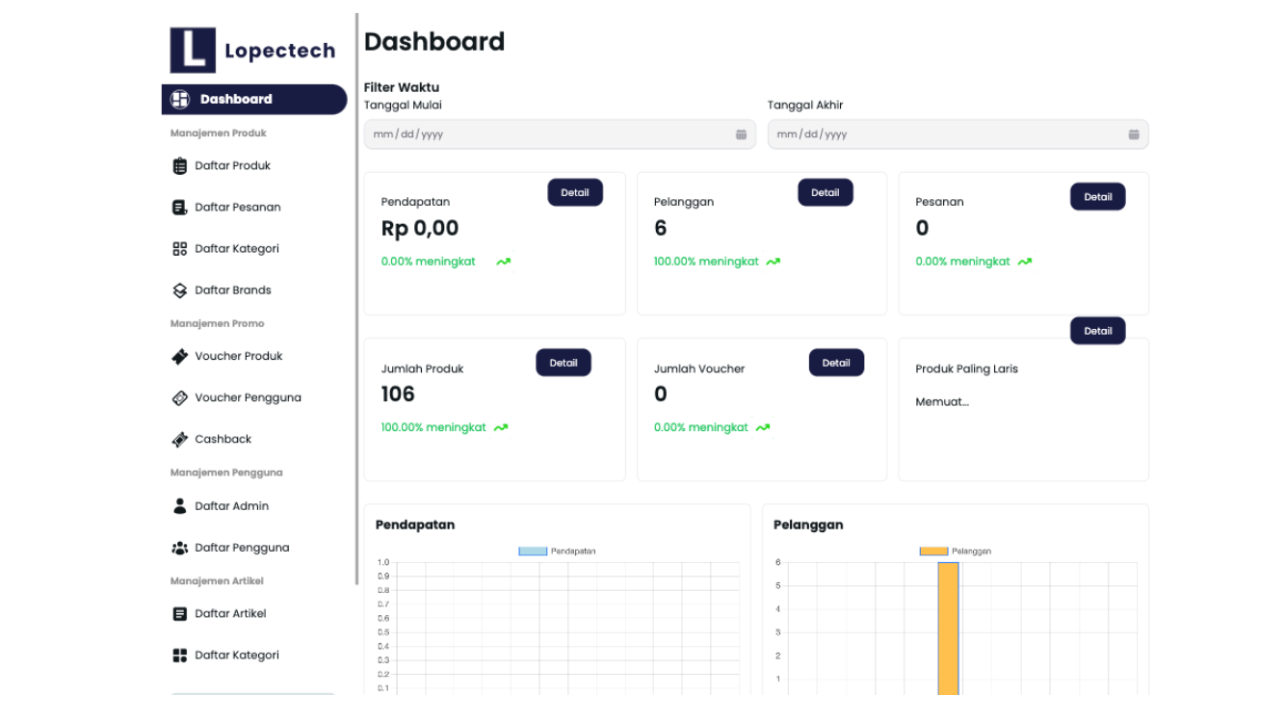 L Lopectech
Dashboard
Manajemen Produk
Daftar Produk
Daftar Pesanan
Daftar Kategori
Daftar Brands
Manajemen Promo
Voucher Produk
Voucher Pengguna
Cashback
Manajemen Pengguna
Daftar Admin
Daftar Pengguna
Manajemen Artikel
Daftar Artikel
Daftar Kategori
Dashboard
Filter Waktu
Tanggal Mulai
mm/dd/yyyy
Tanggal Akhir
mm/dd/yyyy
Pendapatan
Detail
Rp 0,00
0.00% meningkat
Pelanggan
Detail
6
100.00% meningkat
Pesanan
Detail
0
0.00% meningkat
Jumlah Produk
Detail
106
100.00% meningkat
Jumlah Voucher
Detail
0
0.00% meningkat
Detail
Produk Paling Laris
Memuat...
Pendapatan
Pendapatan
1.0
0.9
0.8
0.7
0.6
0.5
0.4
0.3
0.2
0.1
Pelanggan
Pelanggan
6
5
4
3
2
1